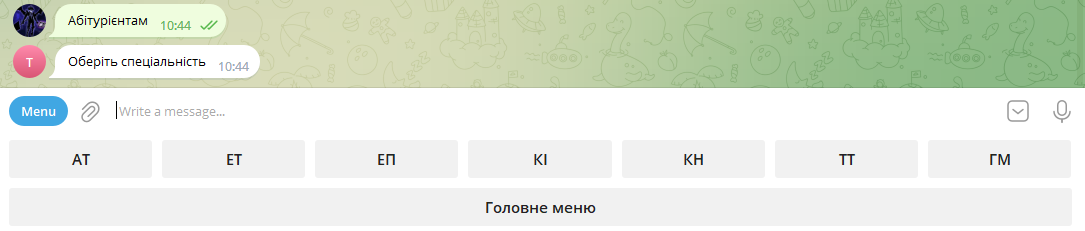 Абітурієнтам 10:44
T
Оберіть спеціальність 10:44
Menu Write a message...
АТ ЕТ ЕП КІ КН ТТ ГМ
Головне меню